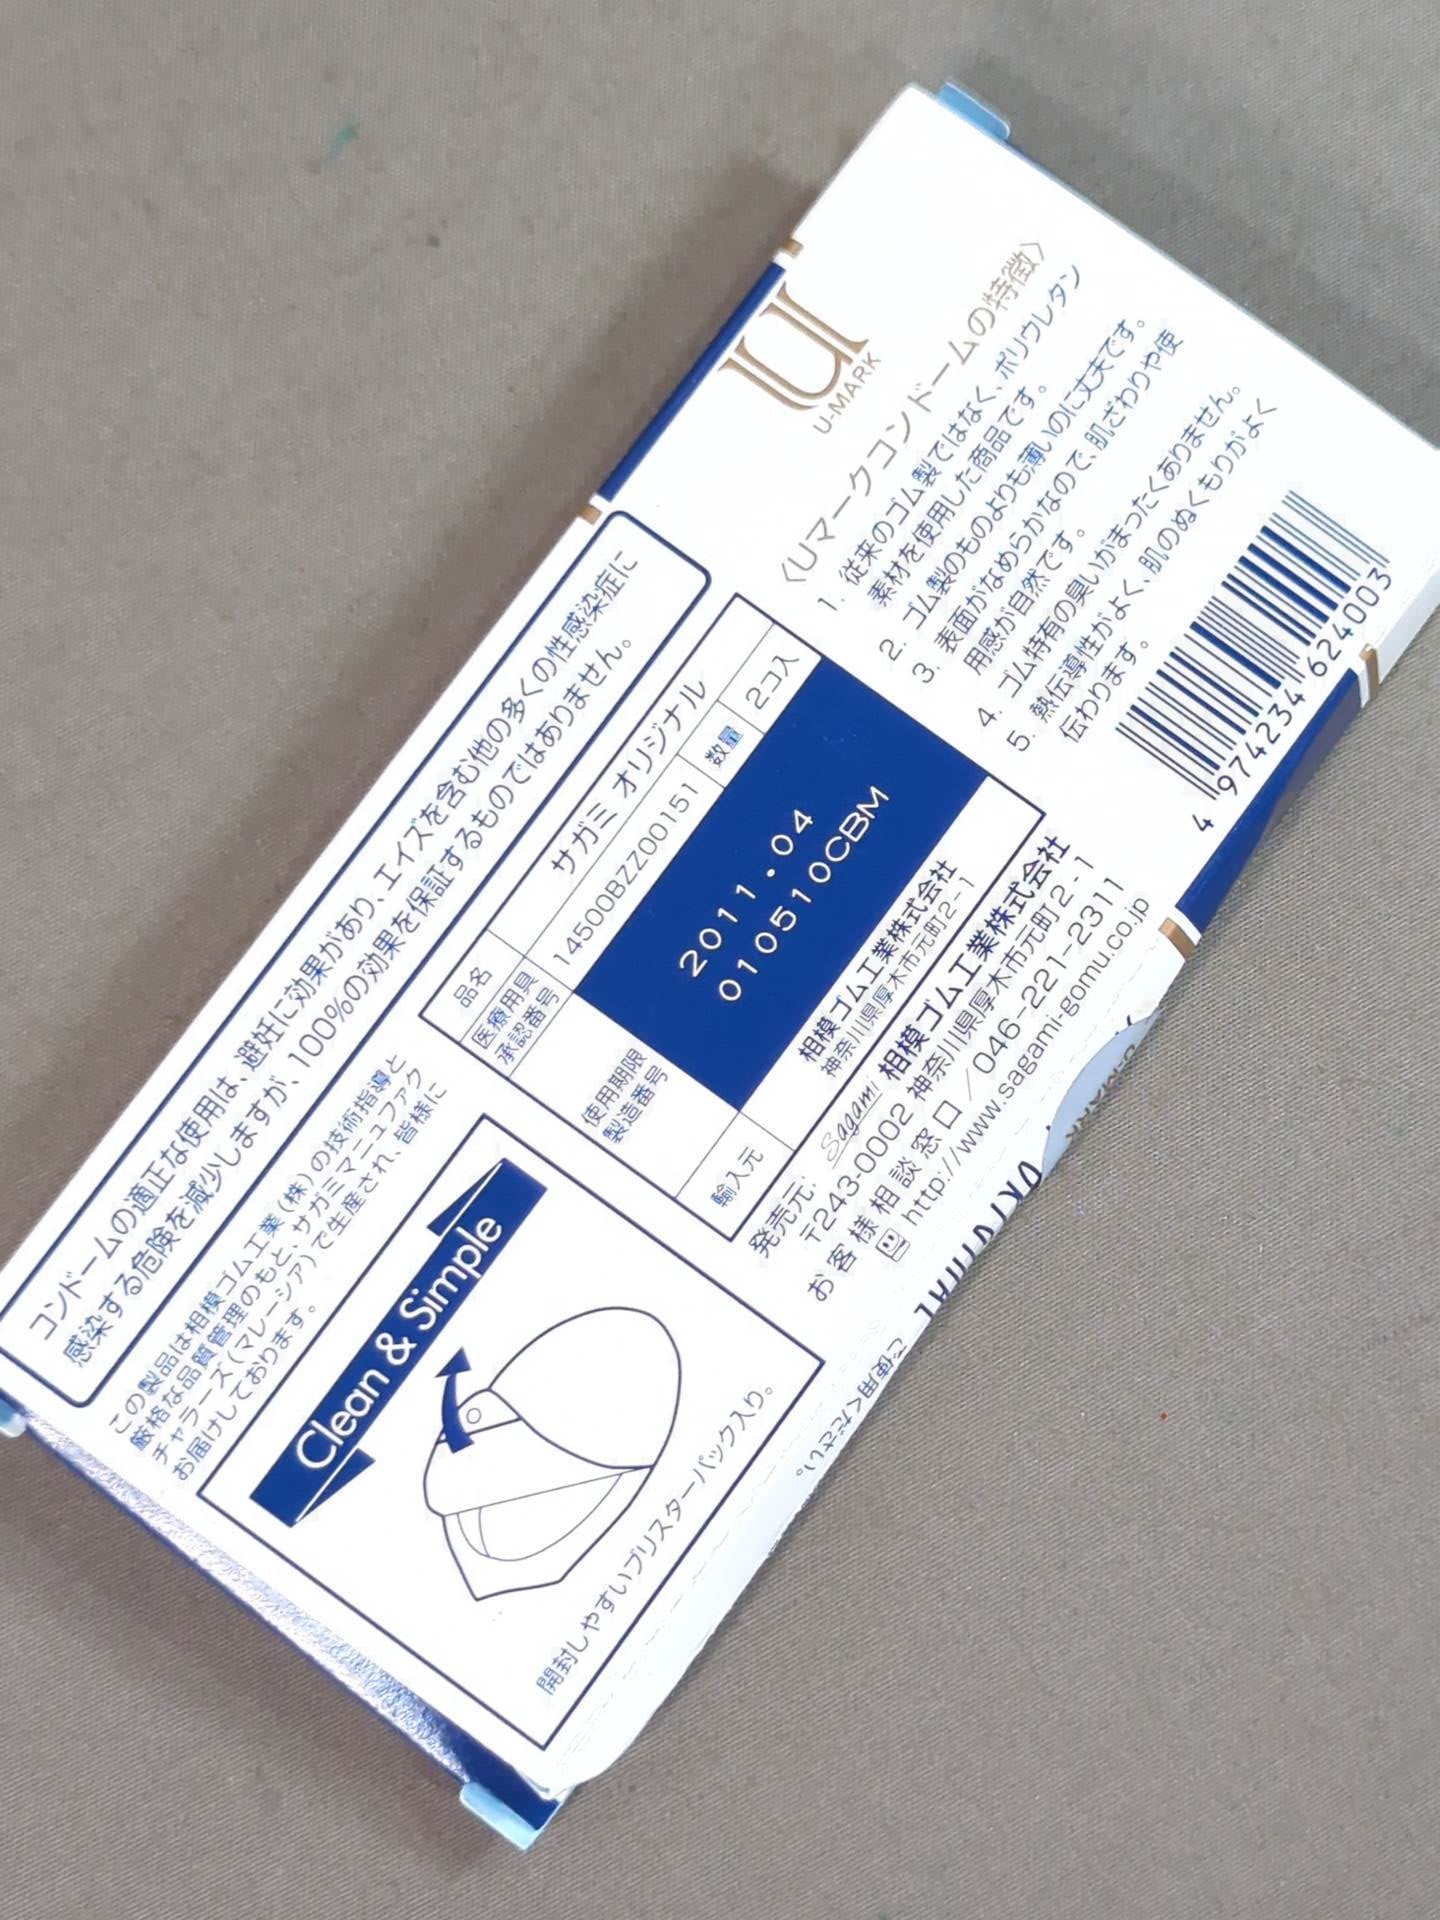 コンドームの適正な使用は、避妊に効果があり、エイズを含む他の多くの性感染症に
感染する危険を減少しますが、100%の効果を保証するものではありません。
この製品は相模ゴム工業(株)の技術指導と
厳格な品質管理のもと、サガミマニュファク
チャラーズ(マレーシア)で生産され、皆様に
お届けしております。
Clean & Simple
開封しやすいブリスターパック入り。
品名 サガミ オリジナル
医療用具
承認番号 14500BZZ00151 数量 2コ入
使用期限 2011.04
製造番号 010510CBM
輸入元 相模ゴム工業株式会社
神奈川県厚木市元町2-1
発売元: Sagami 相模ゴム工業株式会社
〒243-0002 神奈川県厚木市元町2-1
お客様相談窓口/046-221-2311
http://www.sagami-gomu.co.jp
U
U-MARK
〈Uマークコンドームの特徴〉
1. 従来のゴム製ではなく、ポリウレタン
素材を使用した商品です。
2. ゴム製のものよりも薄いのに丈夫です。
3. 表面がなめらかなので、肌ざわりや使
用感が自然です。
4. ゴム特有の臭いがまったくありません。
5. 熱伝導性がよく、肌のぬくもりがよく
伝わります。
4 974234 624003
ご使用ください。